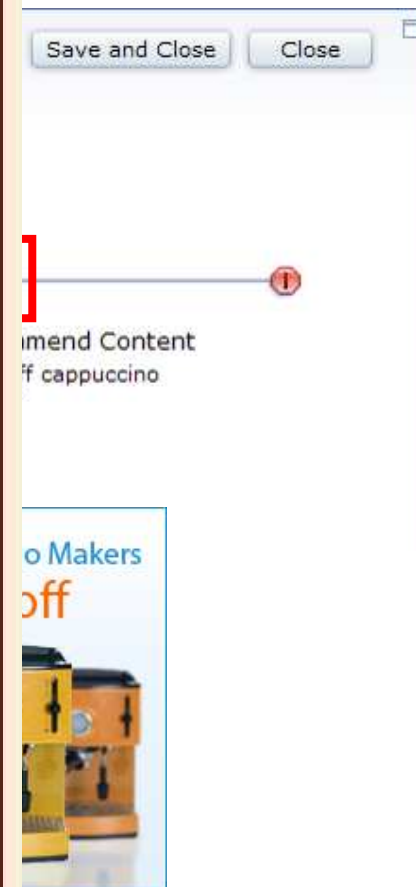 Save and Close Close
mend Content
ff cappuccino
o Makers
off